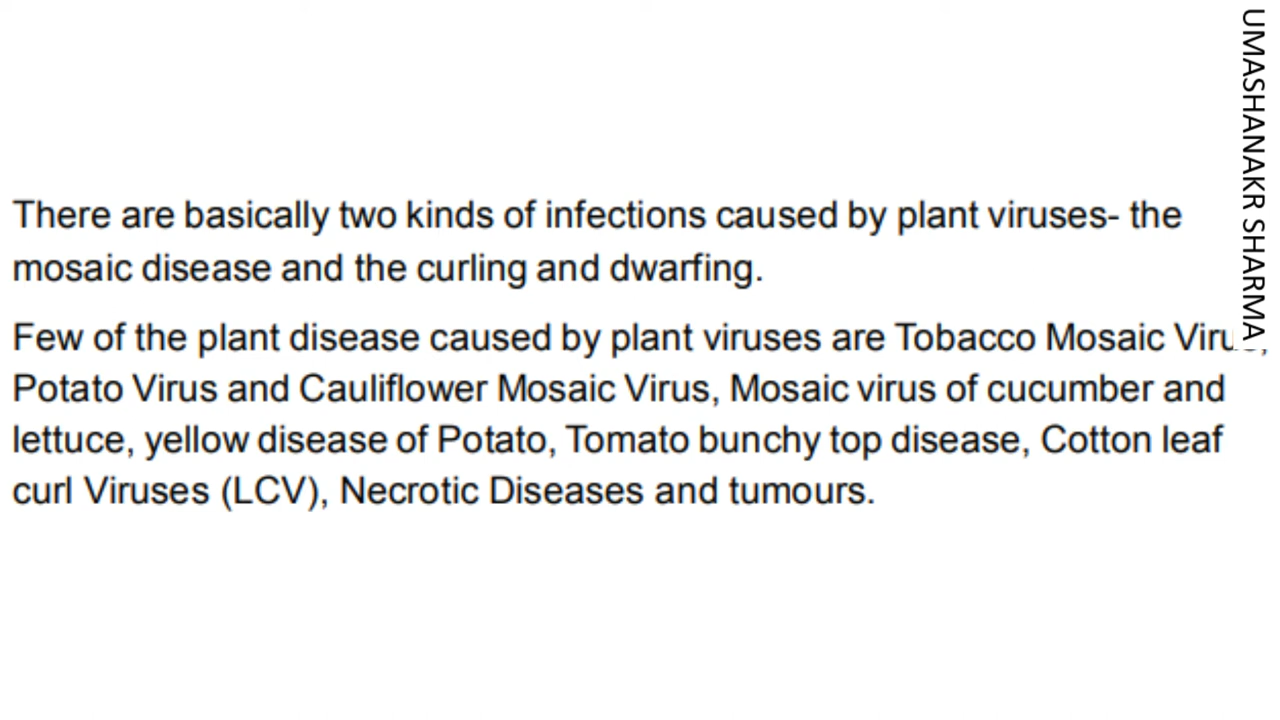 There are basically two kinds of infections caused by plant viruses- the
mosaic disease and the curling and dwarfing.
Few of the plant disease caused by plant viruses are Tobacco Mosaic
Potato Virus and Cauliflower Mosaic Virus, Mosaic virus of cucumber and
lettuce, yellow disease of Potato, Tomato bunchy top disease, Cotton leaf
curl Viruses (LCV), Necrotic Diseases and tumours.
UMASHANAKR SHARMA